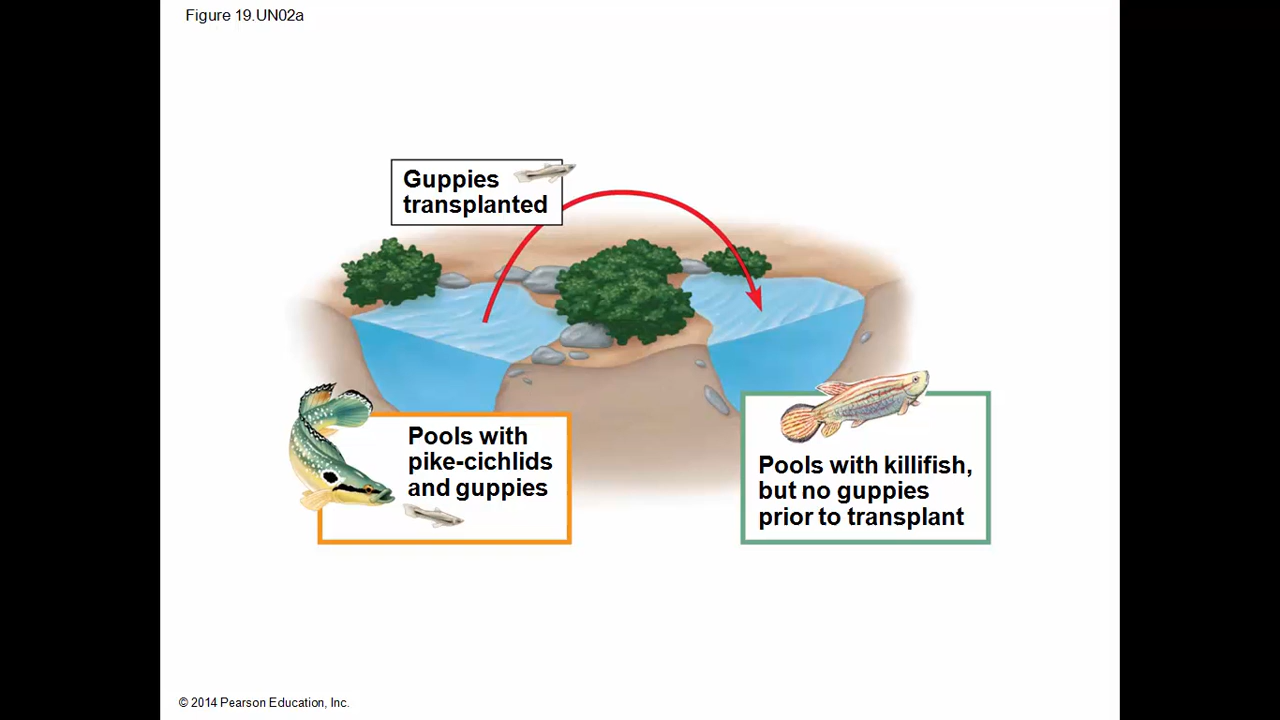 Figure 19.UN02a
Guppies
transplanted
Pools with
pike-cichlids
and guppies
Pools with killifish,
but no guppies
prior to transplant
© 2014 Pearson Education, Inc.